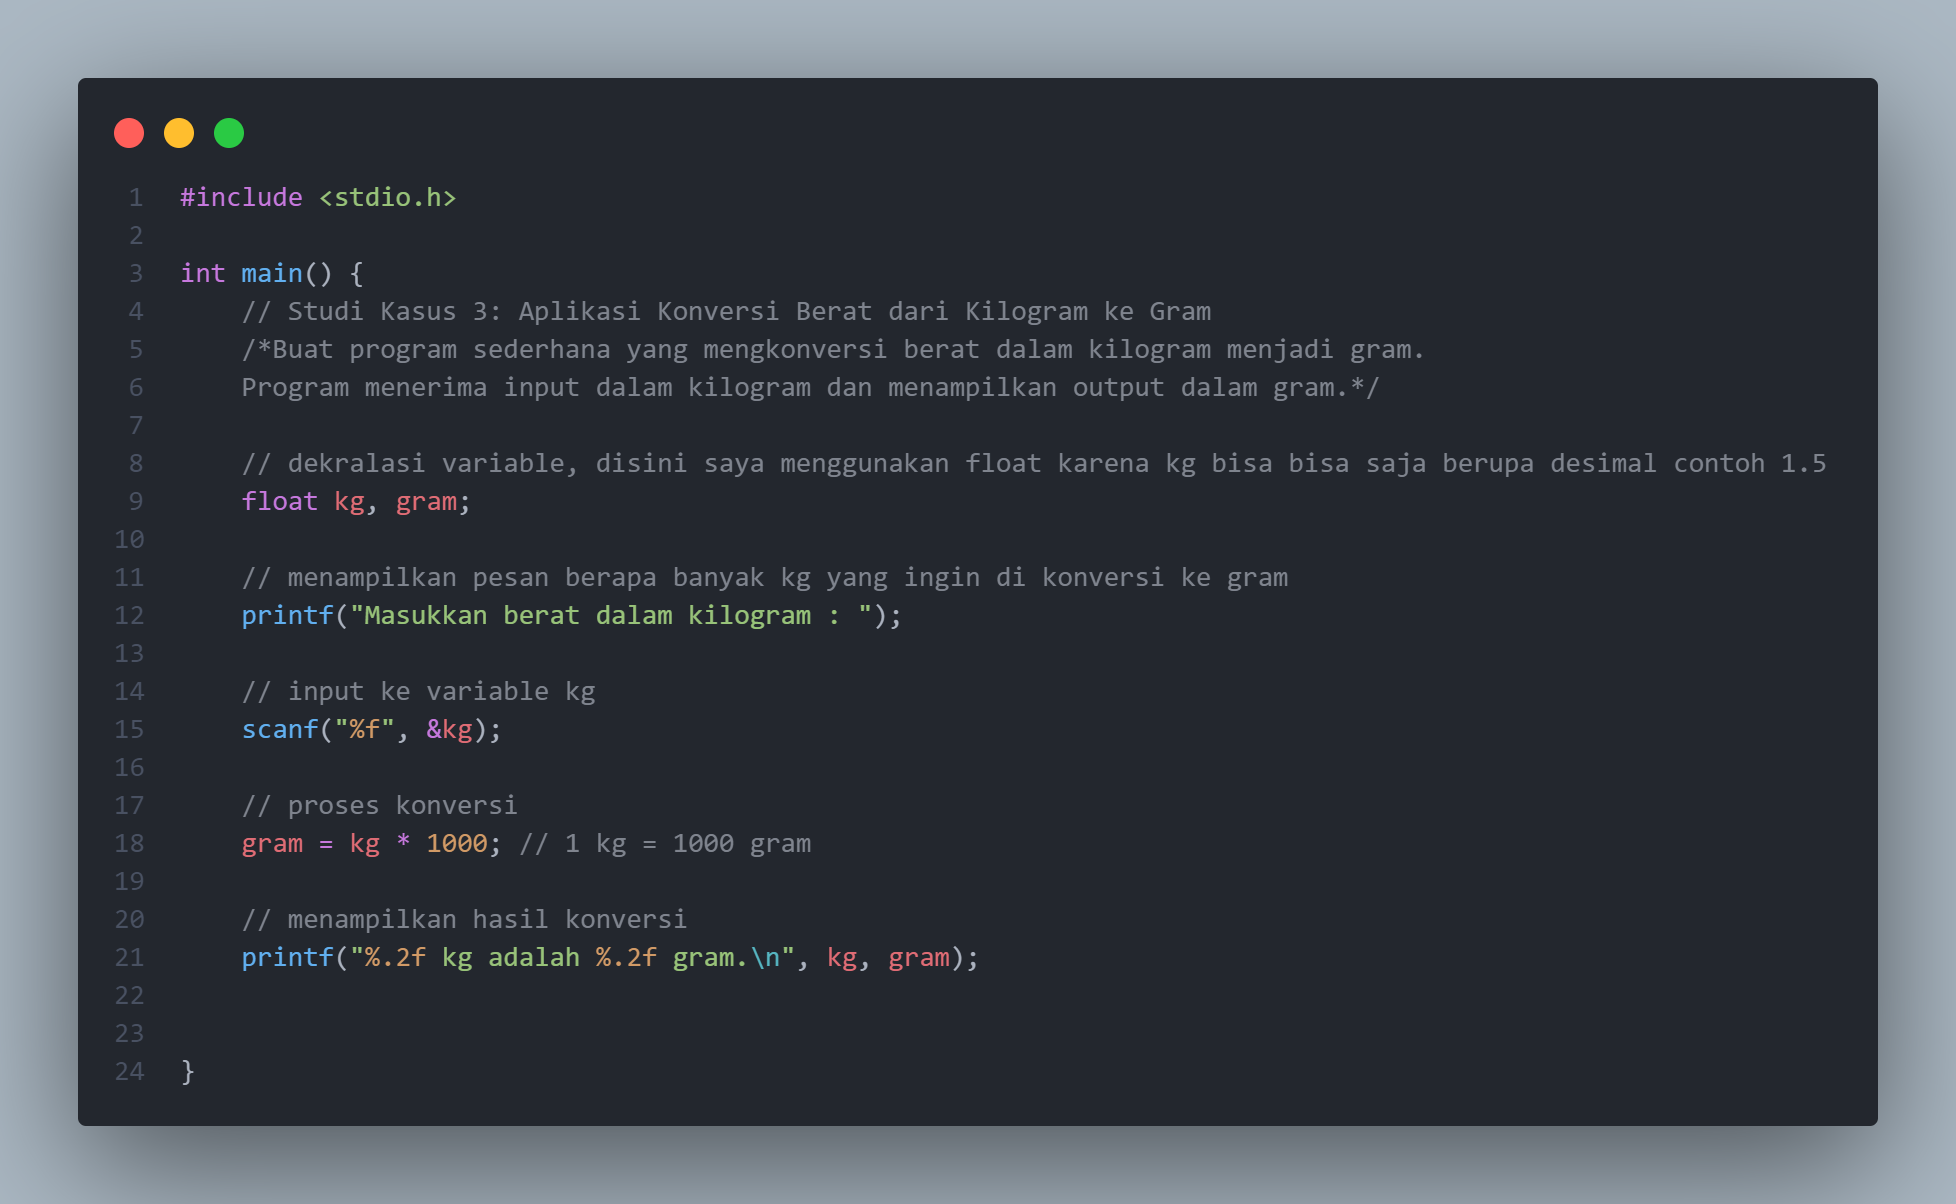 1 #include <stdio.h>
2
3 int main() {
4     // Studi Kasus 3: Aplikasi Konversi Berat dari Kilogram ke Gram
5     /*Buat program sederhana yang mengkonversi berat dalam kilogram menjadi gram.
6     Program menerima input dalam kilogram dan menampilkan output dalam gram.*/
7
8     // dekralasi variable, disini saya menggunakan float karena kg bisa bisa saja berupa desimal contoh 1.5
9     float kg, gram;
10
11     // menampilkan pesan berapa banyak kg yang ingin di konversi ke gram
12     printf("Masukkan berat dalam kilogram : ");
13
14     // input ke variable kg
15     scanf("%f", &kg);
16
17     // proses konversi
18     gram = kg * 1000; // 1 kg = 1000 gram
19
20     // menampilkan hasil konversi
21     printf("%.2f kg adalah %.2f gram.\n", kg, gram);
22
23
24 }